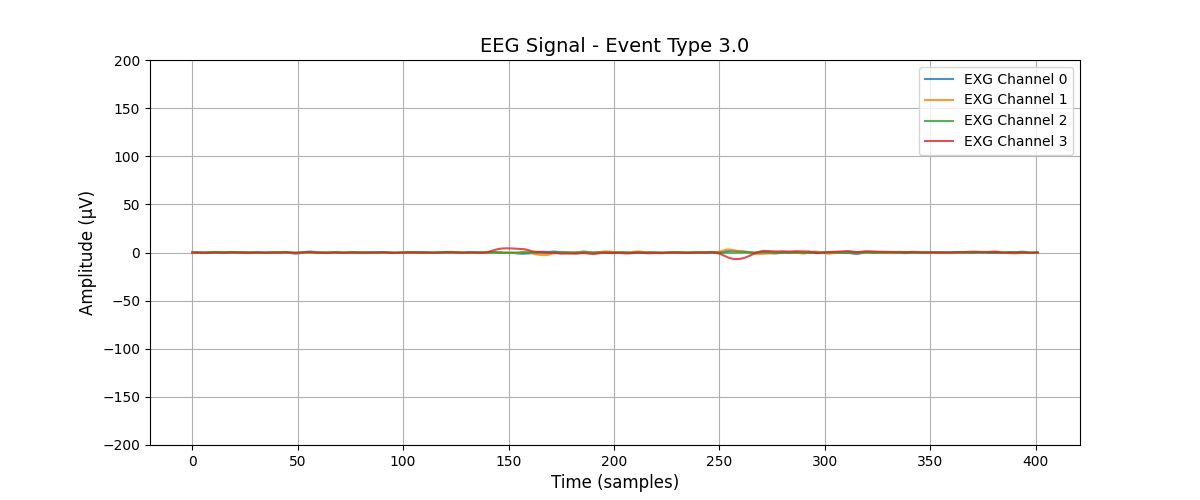 EEG Signal - Event Type 3.0
EXG Channel 0
EXG Channel 1
EXG Channel 2
EXG Channel 3
Amplitude (µV)
200
150
100
50
0
−50
−100
−150
−200
0 50 100 150 200 250 300 350 400
Time (samples)